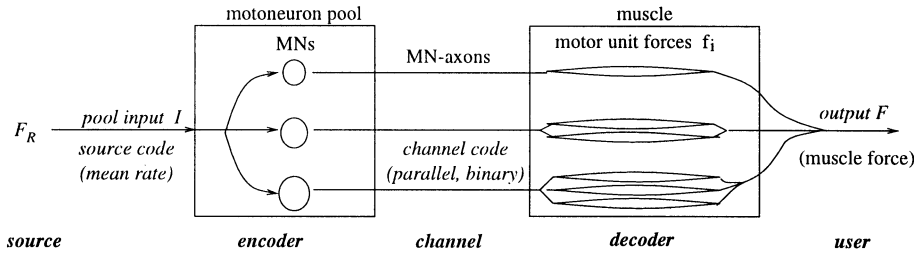 motoneuron pool
muscle
MNs
motor unit forces fi
MN-axons
FR
pool input I
source code
(mean rate)
channel code
(parallel, binary)
output F
(muscle force)
source
encoder
channel
decoder
user